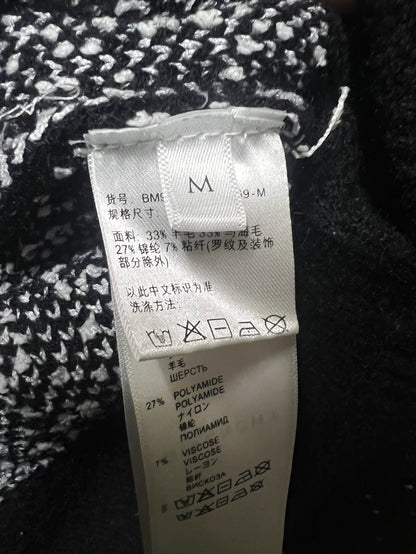 M
货号: BMS 9-M
规格尺寸:
面料: 33% 羊毛 33% 马海毛
27% 锦纶 7% 粘纤(罗纹及装饰
部分除外)
以此中文标识为准
洗涤方法:
羊毛
ШЕРСТЬ
27% POLYAMIDE
POLYAMIDE
ナイロン
锦纶
ПОЛИАМИД
7% VISCOSE
VISCOSE
レーヨン
粘纤
ВИСКОЗА